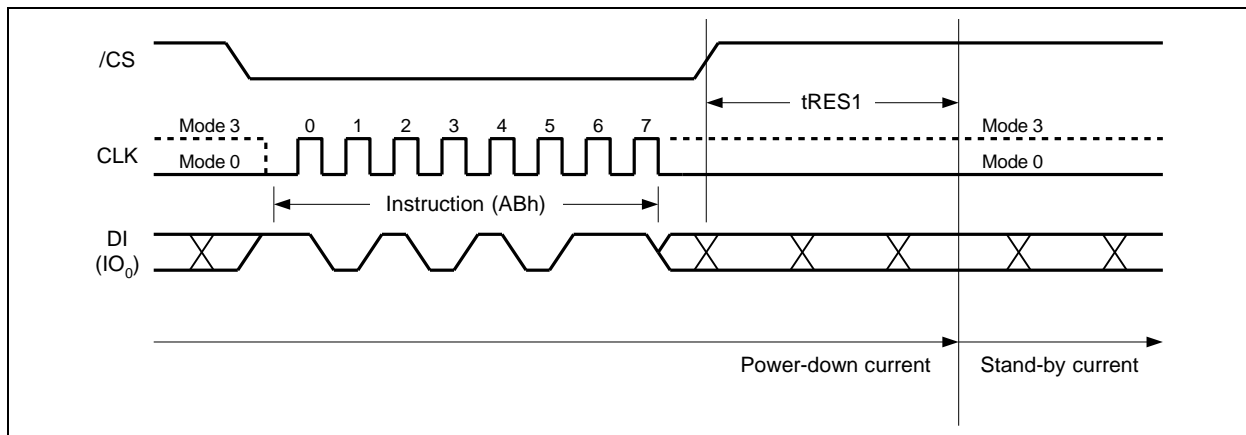 /CS
tRES1
Mode 3
0 1 2 3 4 5 6 7
Mode 3
CLK
Mode 0
Mode 0
Instruction (ABh)
DI
(IO₀)
Power-down current
Stand-by current